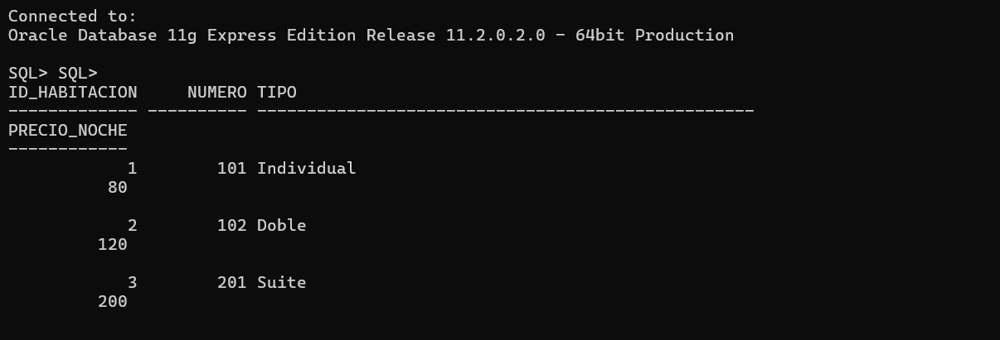 Connected to:
Oracle Database 11g Express Edition Release 11.2.0.2.0 - 64bit Production

SQL> SQL>
ID_HABITACION     NUMERO TIPO
------------- ---------- --------------------------------------------------
PRECIO_NOCHE
------------
            1        101 Individual
          80

            2        102 Doble
         120

            3        201 Suite
         200